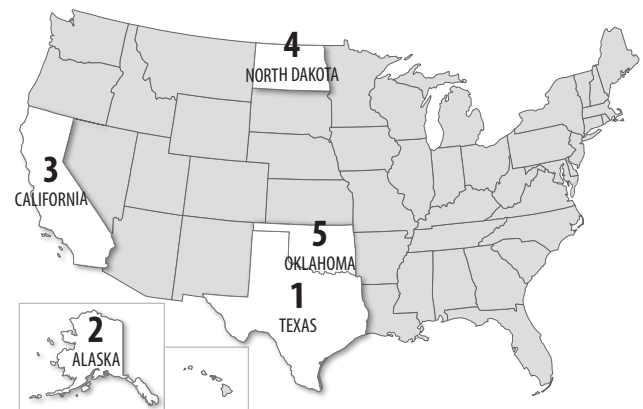 4
NORTH DAKOTA
3
CALIFORNIA
5
OKLAHOMA
1
TEXAS
2
ALASKA